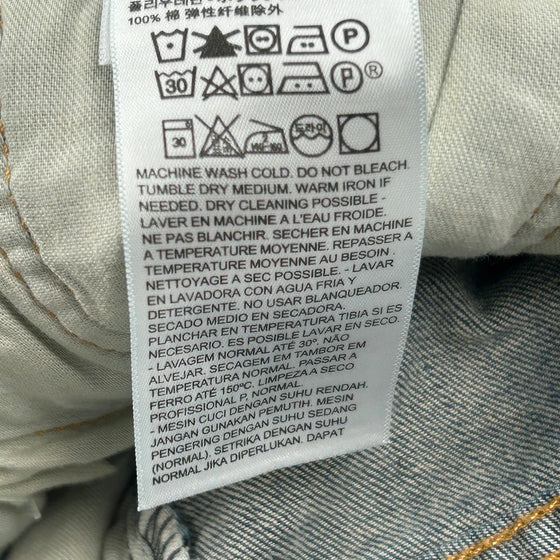 100% 棉 弹性纤维除外
P
30
P®
30
드라이
MACHINE WASH COLD. DO NOT BLEACH.
TUMBLE DRY MEDIUM. WARM IRON IF
NEEDED. DRY CLEANING POSSIBLE -
LAVER EN MACHINE A L'EAU FROIDE.
NE PAS BLANCHIR. SECHER EN MACHINE
A TEMPERATURE MOYENNE. REPASSER A
TEMPERATURE MOYENNE AU BESOIN .
NETTOYAGE A SEC POSSIBLE. - LAVAR
EN LAVADORA CON AGUA FRIA Y
DETERGENTE. NO USAR BLANQUEADOR.
SECADO MEDIO EN SECADORA.
PLANCHAR EN TEMPERATURA TIBIA SI ES
NECESARIO. ES POSIBLE LAVAR EN SECO.
- LAVAGEM NORMAL ATÉ 30º. NÃO
ALVEJAR. SECAGEM EM TAMBOR EM
TEMPERATURA NORMAL. PASSAR A
FERRO ATÉ 150ºC. LIMPEZA A SECO
PROFISSIONAL P, NORMAL.
- MESIN CUCI DENGAN SUHU RENDAH.
JANGAN GUNAKAN PEMUTIH. MESIN
PENGERING DENGAN SUHU SEDANG
(NORMAL). SETRIKA DENGAN SUHU
NORMAL JIKA DIPERLUKAN. DAPAT